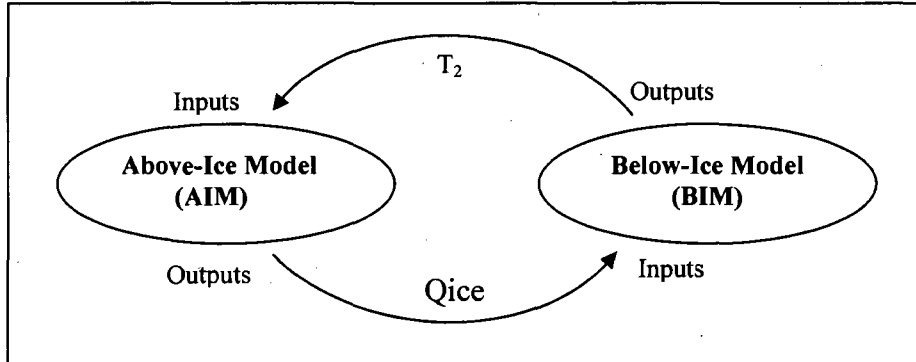 T₂
Inputs
Outputs
Above-Ice Model
(AIM)
Below-Ice Model
(BIM)
Outputs
Qice
Inputs